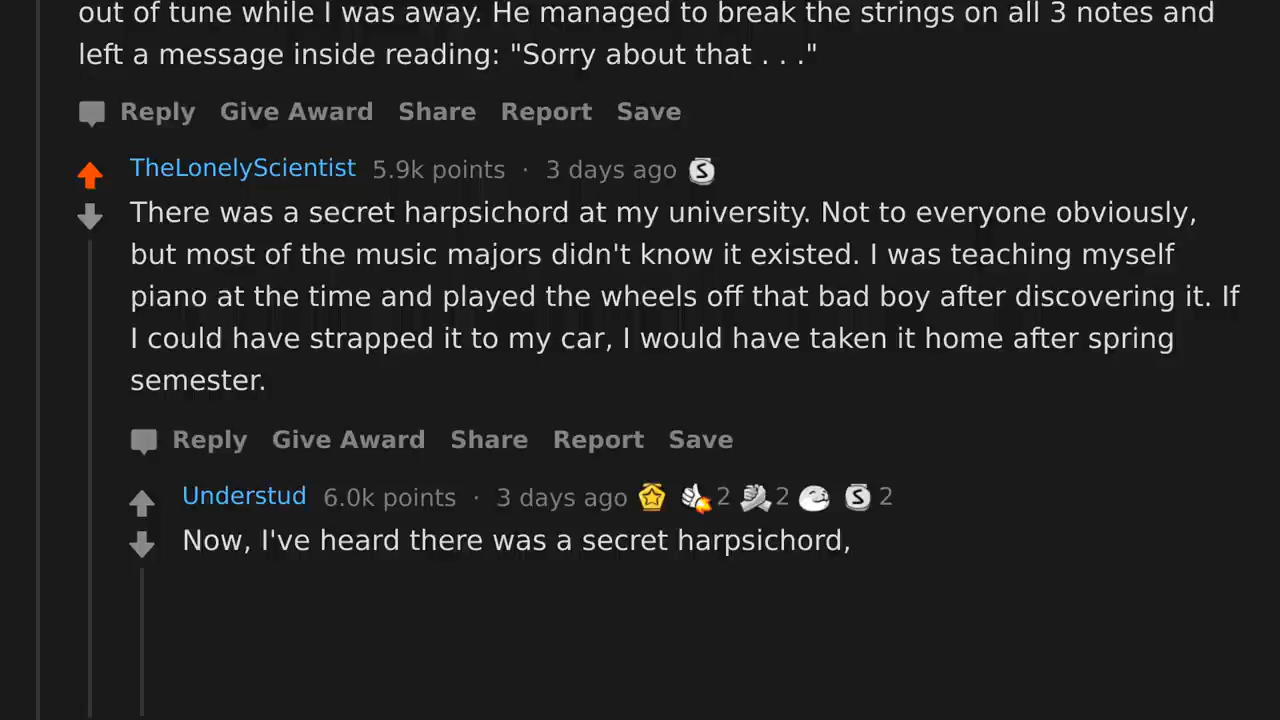 out of tune while I was away. He managed to break the strings on all 3 notes and
left a message inside reading: "Sorry about that . . ."
Reply Give Award Share Report Save
TheLonelyScientist 5.9k points · 3 days ago S
There was a secret harpsichord at my university. Not to everyone obviously,
but most of the music majors didn't know it existed. I was teaching myself
piano at the time and played the wheels off that bad boy after discovering it. If
I could have strapped it to my car, I would have taken it home after spring
semester.
Reply Give Award Share Report Save
Understud 6.0k points · 3 days ago 2 2 S 2
Now, I've heard there was a secret harpsichord,